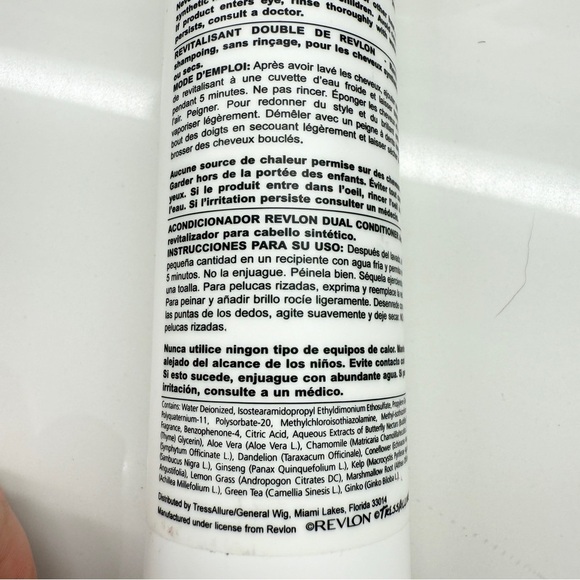 synthetic
If product enters eye, rinse thoroughly with
persists, consult a doctor.
REVITALISANT DOUBLE DE REVLON -
shampoing, sans rinçage, pour les cheveux
ou secs.
MODE D'EMPLOI: Après avoir lavé les cheveux,
de revitalisant à une cuvette d'eau froide et
pendant 5 minutes. Ne pas rincer. Éponger les
l'air. Peigner. Pour redonner du style et du
vaporiser légèrement. Démêler avec un peigne à
bout des doigts en secouant légèrement et laisser
brosser des cheveux bouclés.
Aucune source de chaleur permise sur des
Garder hors de la portée des enfants. Éviter tout
yeux. Si le produit entre dans l'oeil, rincer
l'eau. Si l'irritation persiste consulter un médecin
ACONDICIONADOR REVLON DUAL CONDITIONER
revitalizador para cabello sintético.
INSTRUCCIONES PARA SU USO: Después del
pequeña cantidad en un recipiente con agua fría y
5 minutos. No la enjuague. Péinela bien. Séquela
una toalla. Para pelucas rizadas, exprima y reemplace
Para peinar y añadir brillo rocíe ligeramente. Desenrede
las puntas de los dedos, agite suavemente y deje secar.
pelucas rizadas.
Nunca utilice ningon tipo de equipos de calor.
alejado del alcance de los niños. Evite contacto
Si esto sucede, enjuague con abundante agua. Si
irritación, consulte a un médico.
Contains: Water Deionized, Isostearamidopropyl Ethyldimonium Ethosulfate,
Polyquaternium-11, Polysorbate-20, Methylchloroisothiazolamine,
Fragrance, Benzophenone-4, Citric Acid, Aqueous Extracts of Butterfly Nectar:
(Thyme) Glycerin), Aloe Vera (Aloe Vera L.), Chamomile (Matricaria
(Symphytum Officinate L.), Dandelion (Taraxacum Officinale), Coneflower
(Sambucus Nigra L.), Ginseng (Panax Quinquefolium L.), Kelp (Monocystis
Angustifolia), Lemon Grass (Andropogon Citrates DC), Marshmallow Root
(Achilea Millefolium L.), Green Tea (Camellia Sinesis L.), Ginko (Ginko Biloba L.)
Distributed by TressAllure/General Wig, Miami Lakes, Florida 33014
Manufactured under license from Revlon ©REVLON ©